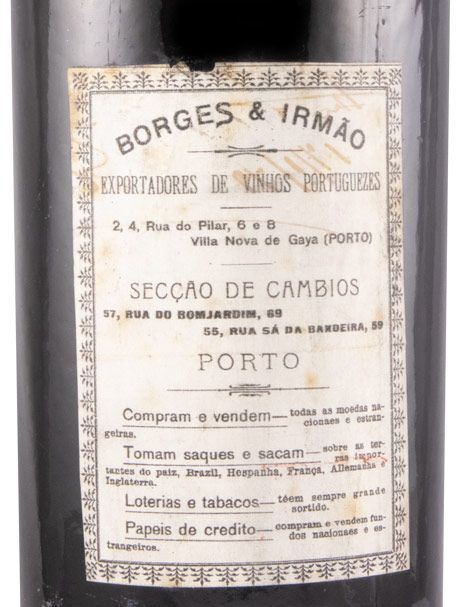 BORGES & IRMÃO
EXPORTADORES DE VINHOS PORTUGUEZES
2, 4, Rua do Pilar, 6 e 8
Villa Nova de Gaya (PORTO)
SECÇÃO DE CAMBIOS
57, RUA DO BOMJARDIM, 69
55, RUA SÁ DA BANDEIRA, 59
PORTO
Compram e vendem—todas as moedas na-
cionaes e estran-
geiras.
Tomam saques e sacam—sobre as ter-
ras impor-
tantes do paiz, Brazil, Hespanha, França, Allemanha e
Inglaterra.
Loterias e tabacos—téem sempre grande
sortido.
Papeis de credito—compram e vendem fun-
dos nacionaes e es-
trangeiros.